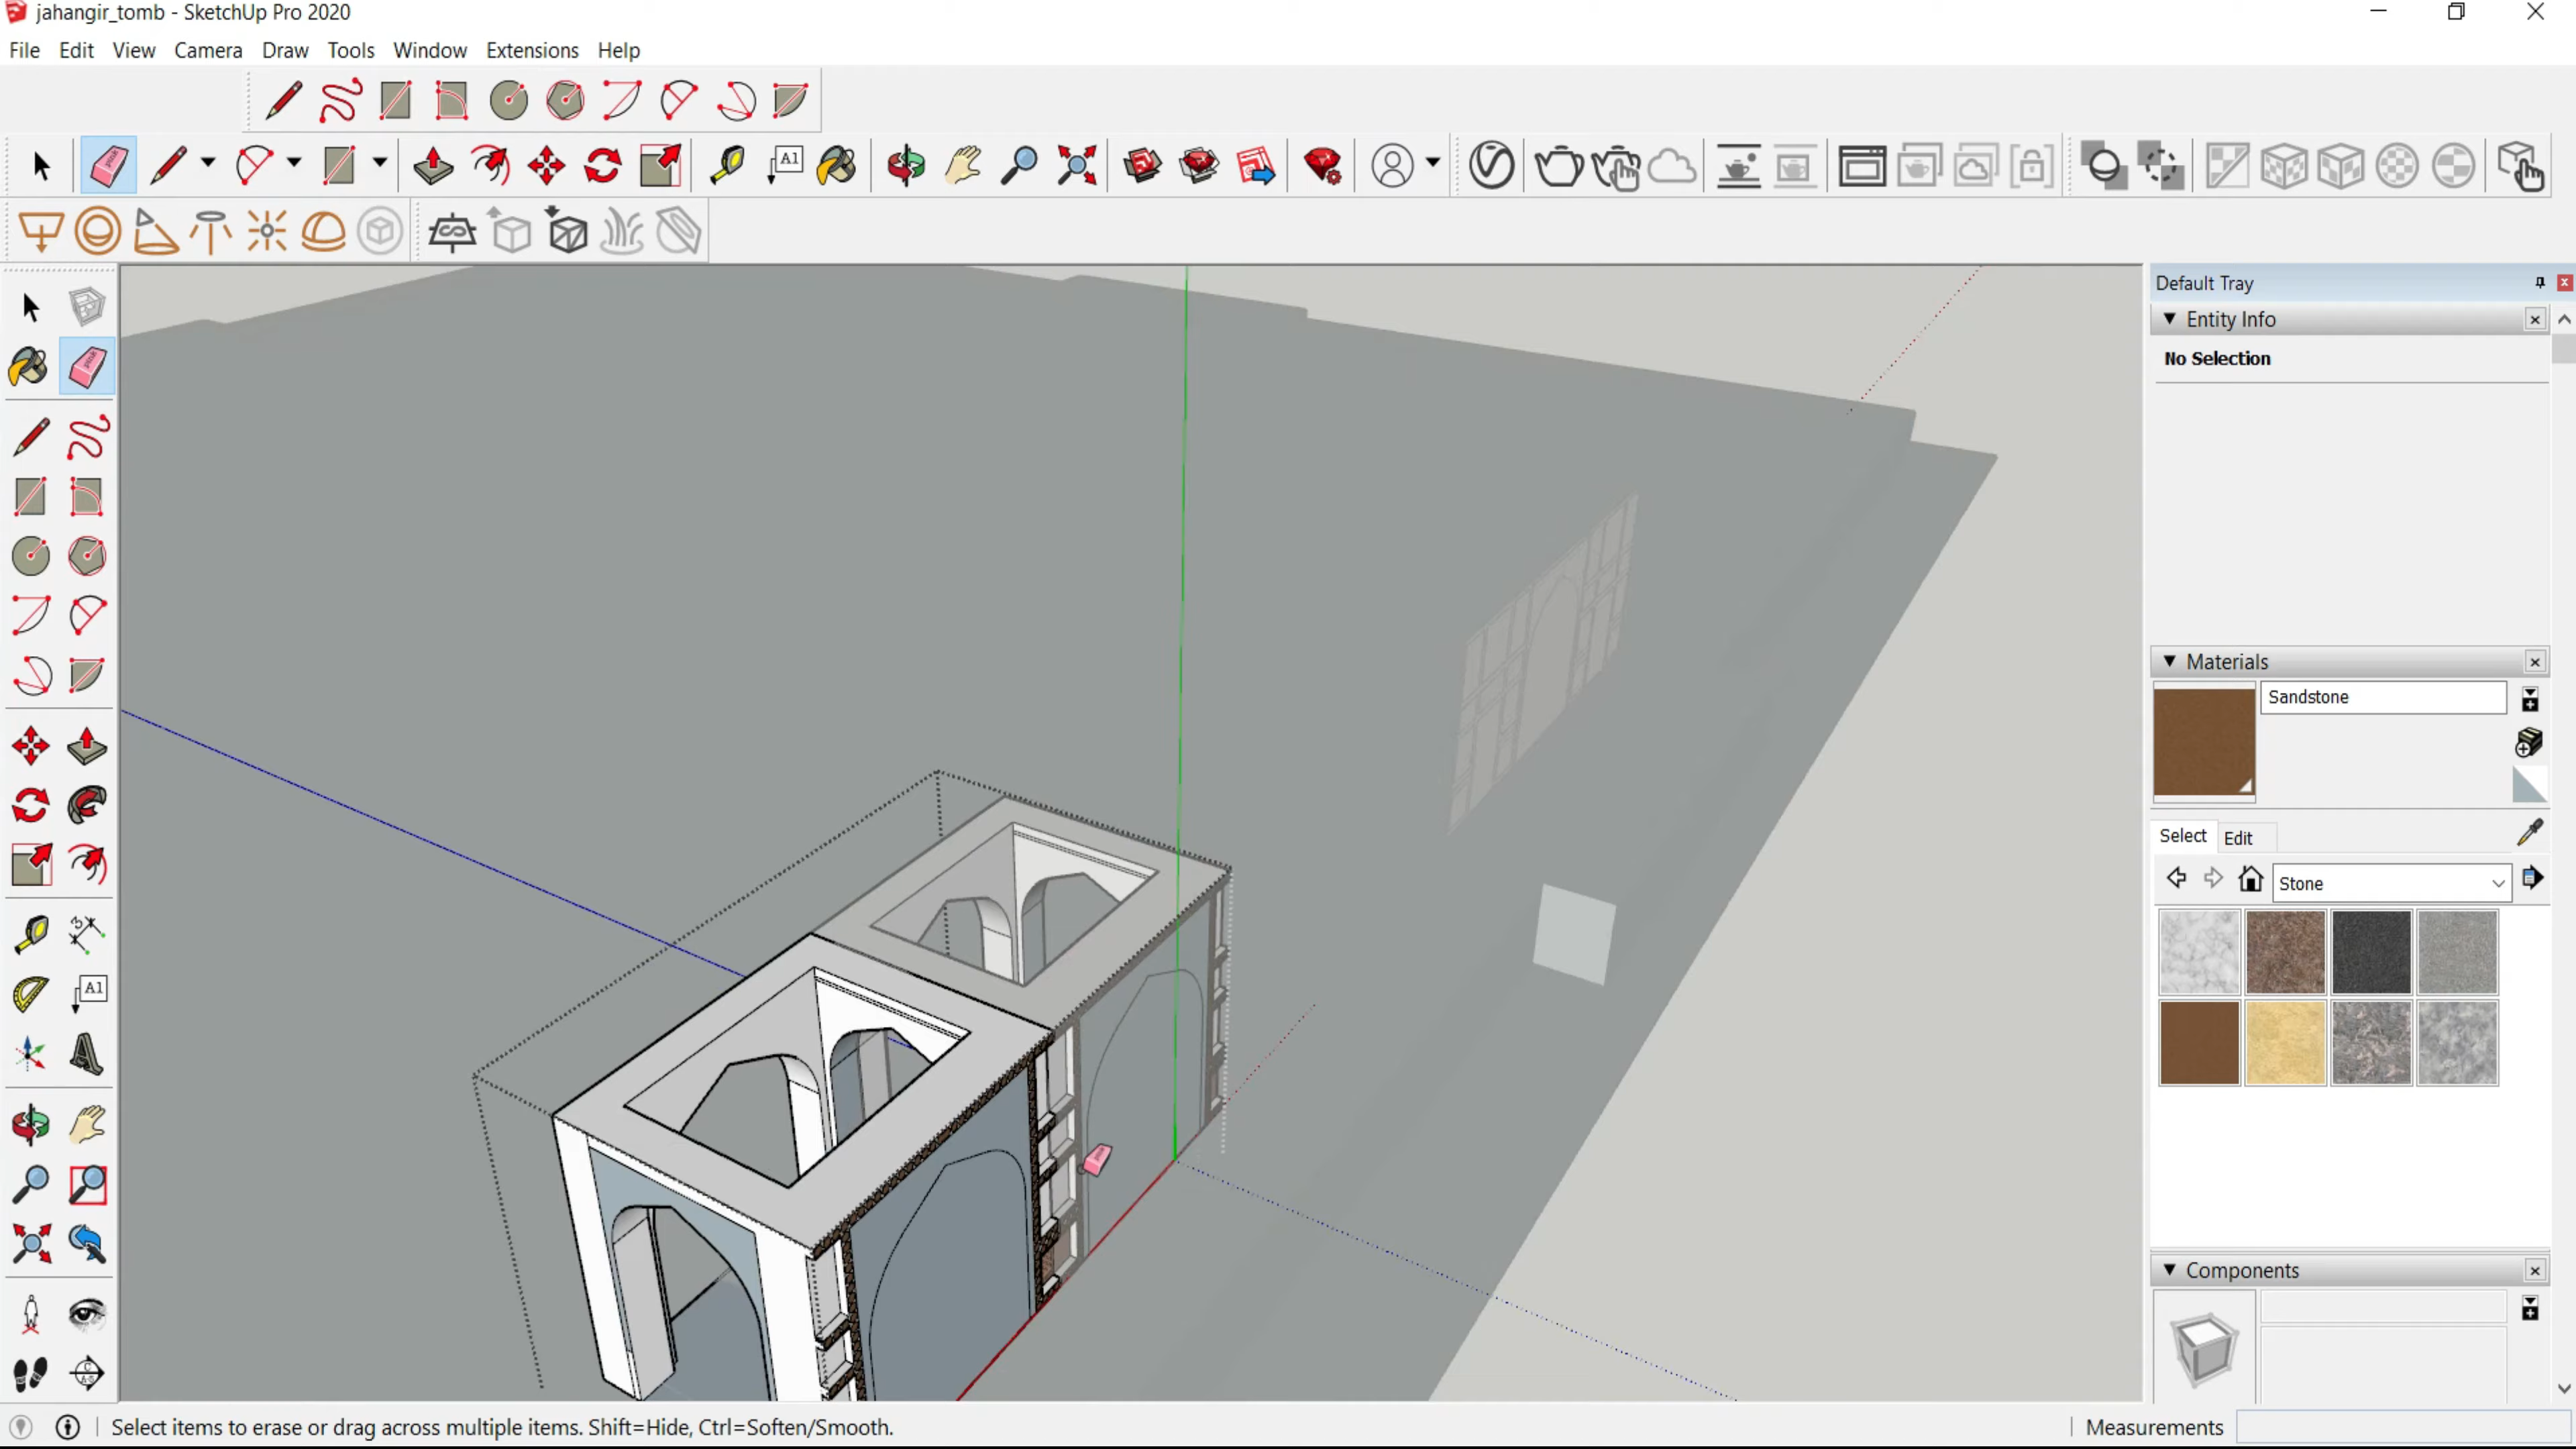 jahangir_tomb - SketchUp Pro 2020
File Edit View Camera Draw Tools Window Extensions Help
A1
Default Tray
Entity Info
No Selection
Materials
Sandstone
Select Edit
Stone
A1
Components
Select items to erase or drag across multiple items. Shift=Hide, Ctrl=Soften/Smooth.
Measurements